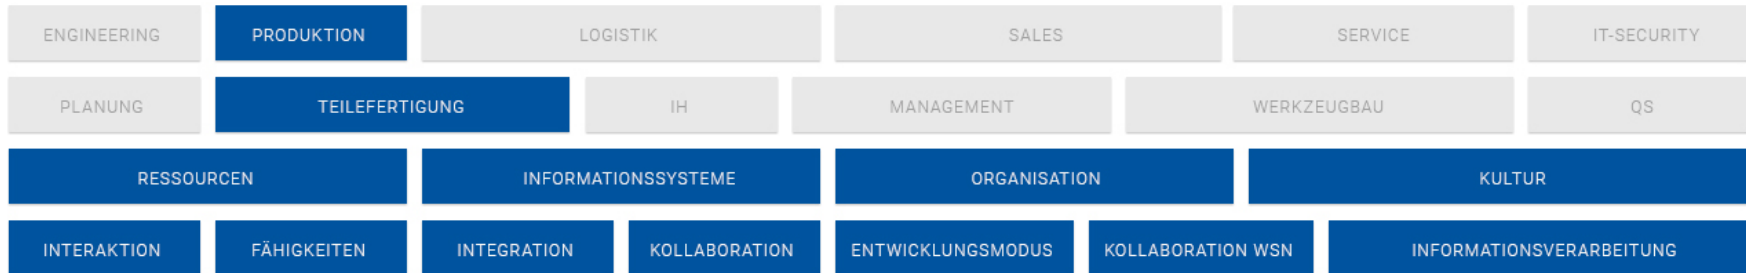 ENGINEERING PRODUKTION LOGISTIK SALES SERVICE IT-SECURITY
PLANUNG TEILEFERTIGUNG IH MANAGEMENT WERKZEUGBAU QS
RESSOURCEN INFORMATIONSSYSTEME ORGANISATION KULTUR
INTERAKTION FÄHIGKEITEN INTEGRATION KOLLABORATION ENTWICKLUNGSMODUS KOLLABORATION WSN INFORMATIONSVERARBEITUNG